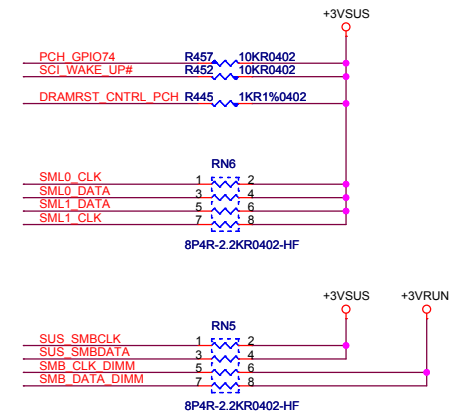 +3VSUS
PCH_GPIO74 R457 10KR0402
SCI_WAKE_UP# R452 10KR0402
DRAMRST_CNTRL_PCH R445 1KR1%0402
RN6
SML0_CLK 1 2
SML0_DATA 3 4
SML1_DATA 5 6
SML1_CLK 7 8
8P4R-2.2KR0402-HF
+3VSUS +3VRUN
RN5
SUS_SMBCLK 1 2
SUS_SMBDATA 3 4
SMB_CLK_DIMM 5 6
SMB_DATA_DIMM 7 8
8P4R-2.2KR0402-HF